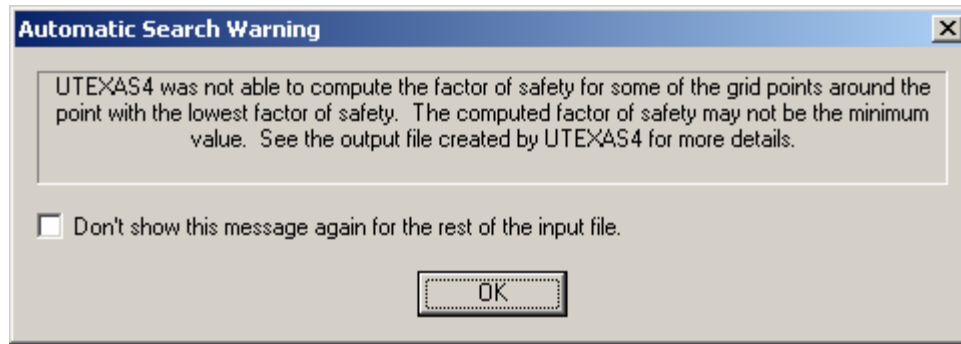 Automatic Search Warning
UTEXAS4 was not able to compute the factor of safety for some of the grid points around the
point with the lowest factor of safety.  The computed factor of safety may not be the minimum
value.  See the output file created by UTEXAS4 for more details.
Don't show this message again for the rest of the input file.
OK